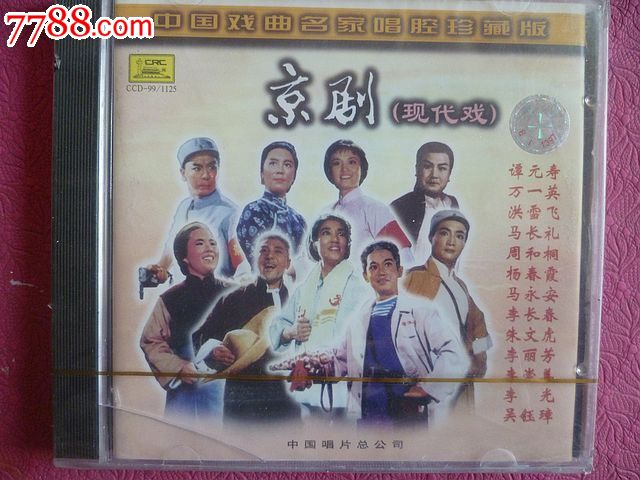 7788.com
中国戏曲名家唱腔珍藏版
CRC
CCD-99/1125
京剧(现代戏)
谭元寿
万一英
洪雪飞
马长礼
周和桐
杨春霞
马永安
李长春
朱文虎
李丽芳
李光
吴钰璋
中国唱片总公司